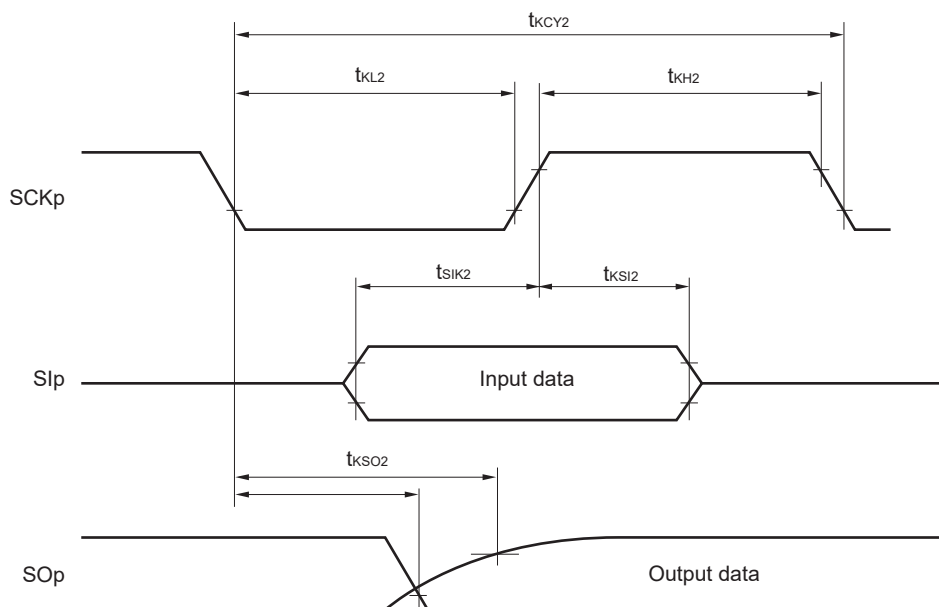 tKCY2
tKL2
tKH2
SCKp
tSIK2
tKSI2
SIp
Input data
tKSO2
SOp
Output data